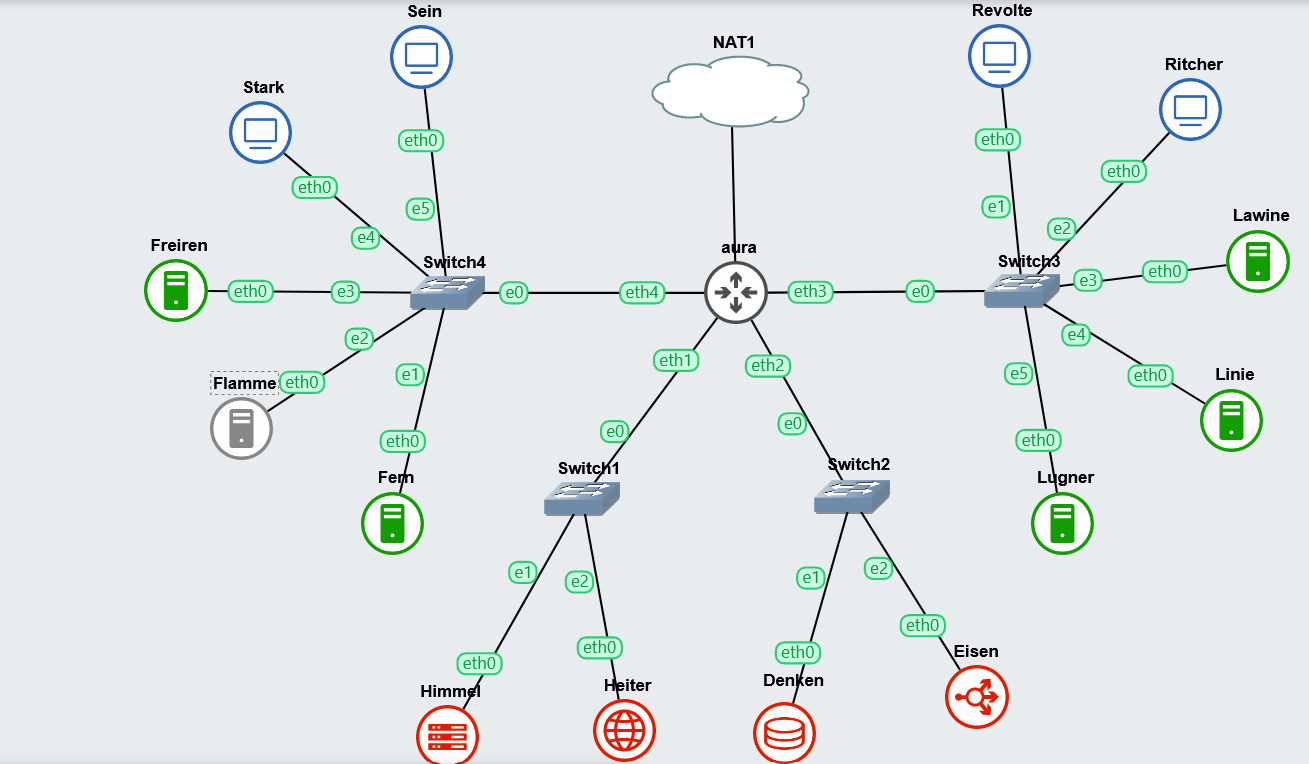 Sein
Revolte
NAT1
Ritcher
Stark
eth0
eth0
eth0
eth0
e5
e1
Lawine
e4
e2
Freiren
aura
Switch4
Switch3
eth0
e3
e0
eth4
eth3
e0
e3
eth0
e2
e4
eth1
eth2
Flamme
eth0
e1
e5
eth0
Linie
e0
e0
eth0
eth0
Fern
Switch1
Switch2
Lugner
e1
e2
e1
e2
eth0
eth0
eth0
eth0
Eisen
Himmel
Heiter
Denken